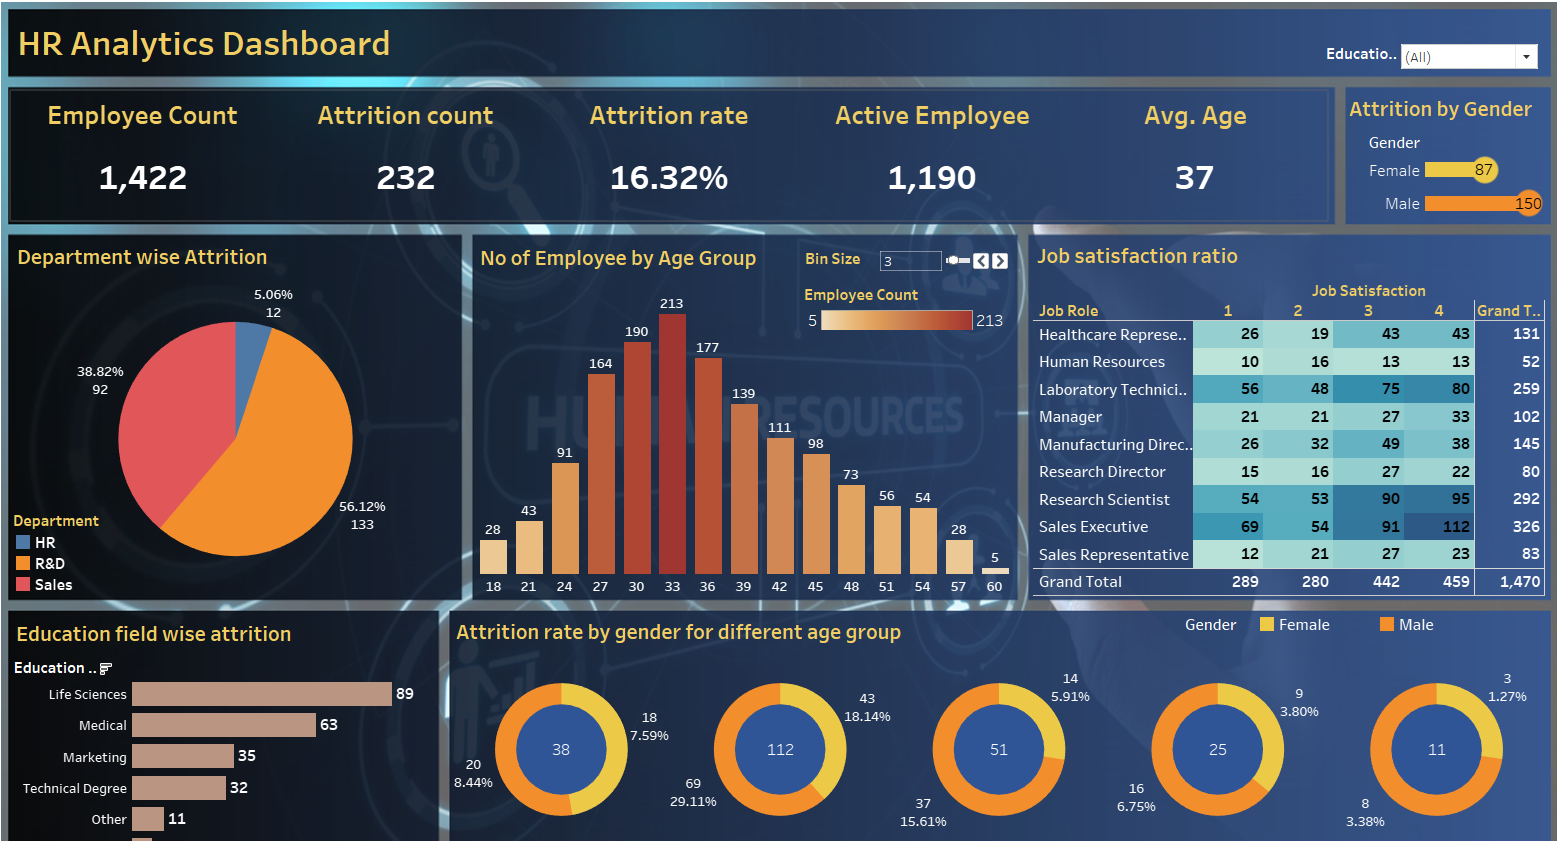 HR Analytics Dashboard
Educatio.. (All)
Employee Count Attrition count Attrition rate Active Employee Avg. Age
1,422 232 16.32% 1,190 37
Attrition by Gender
Gender
Female 87
Male 150
Department wise Attrition
5.06%
12
38.82%
92
56.12%
133
Department
HR
R&D
Sales
No of Employee by Age Group
Bin Size 3
Employee Count
5 213
28 43 91 164 190 213 177 139 111 98 73 56 54 28 5
18 21 24 27 30 33 36 39 42 45 48 51 54 57 60
HUMAN RESOURCES
Job satisfaction ratio
Job Satisfaction
Job Role 1 2 3 4 Grand T..
Healthcare Represe.. 26 19 43 43 131
Human Resources 10 16 13 13 52
Laboratory Technici.. 56 48 75 80 259
Manager 21 21 27 33 102
Manufacturing Direc.. 26 32 49 38 145
Research Director 15 16 27 22 80
Research Scientist 54 53 90 95 292
Sales Executive 69 54 91 112 326
Sales Representative 12 21 27 23 83
Grand Total 289 280 442 459 1,470
Education field wise attrition
Education ..
Life Sciences 89
Medical 63
Marketing 35
Technical Degree 32
Other 11
Attrition rate by gender for different age group
Gender Female Male
18
7.59%
38
20
8.44%
43
18.14%
112
69
29.11%
14
5.91%
51
37
15.61%
9
3.80%
25
16
6.75%
3
1.27%
11
8
3.38%